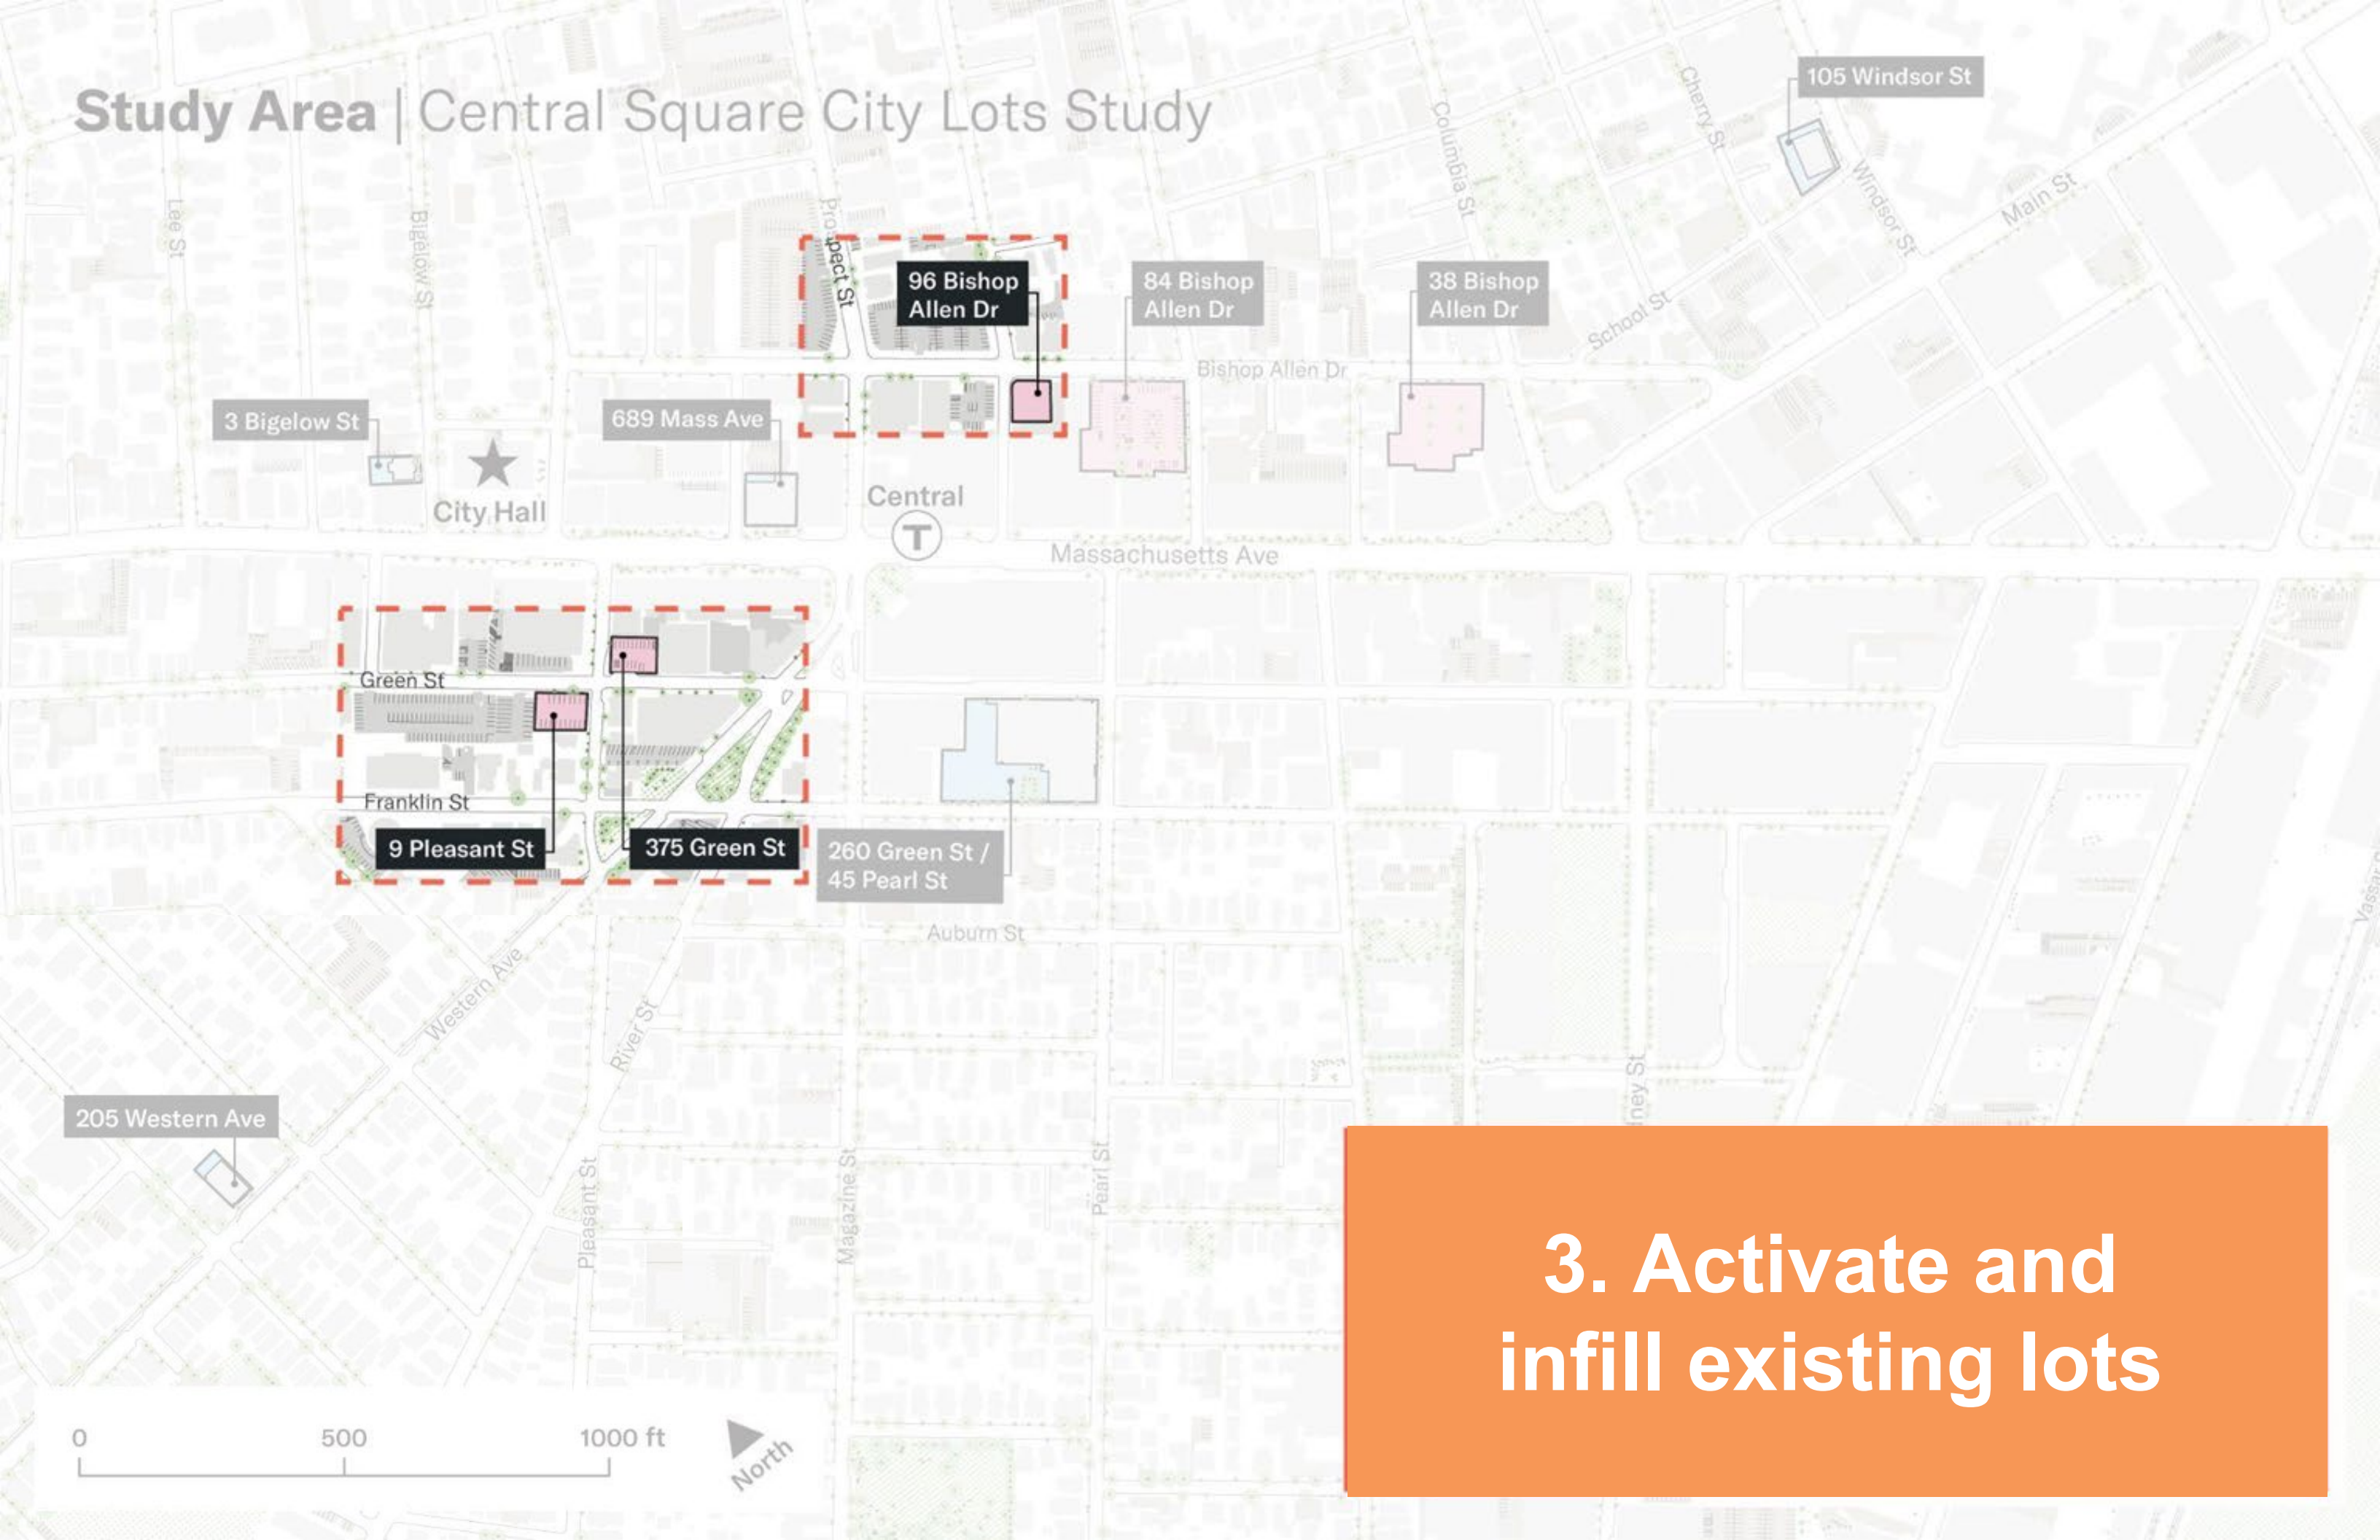 Study Area | Central Square City Lots Study
105 Windsor St
Cherry St
Columbia St
Windsor St
Main St
Lee St
Bigelow St
Prospect St
96 Bishop
Allen Dr
84 Bishop
Allen Dr
38 Bishop
Allen Dr
School St
Bishop Allen Dr
3 Bigelow St
689 Mass Ave
City Hall
Central
T
Massachusetts Ave
Green St
Franklin St
9 Pleasant St
375 Green St
260 Green St /
45 Pearl St
Auburn St
Western Ave
River St
205 Western Ave
Pleasant St
Magazine St
Pearl St
3. Activate and
infill existing lots
0 500 1000 ft
North